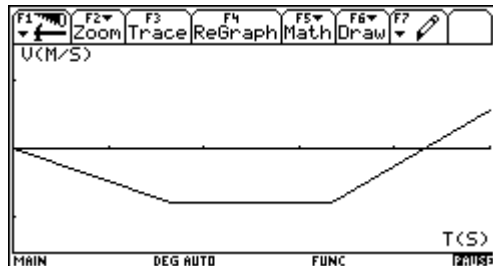 F1 F2 F3 F4 F5 F6 F7
Zoom Trace ReGraph Math Draw
V(M/S)
T(S)
MAIN DEG AUTO FUNC PAUSE